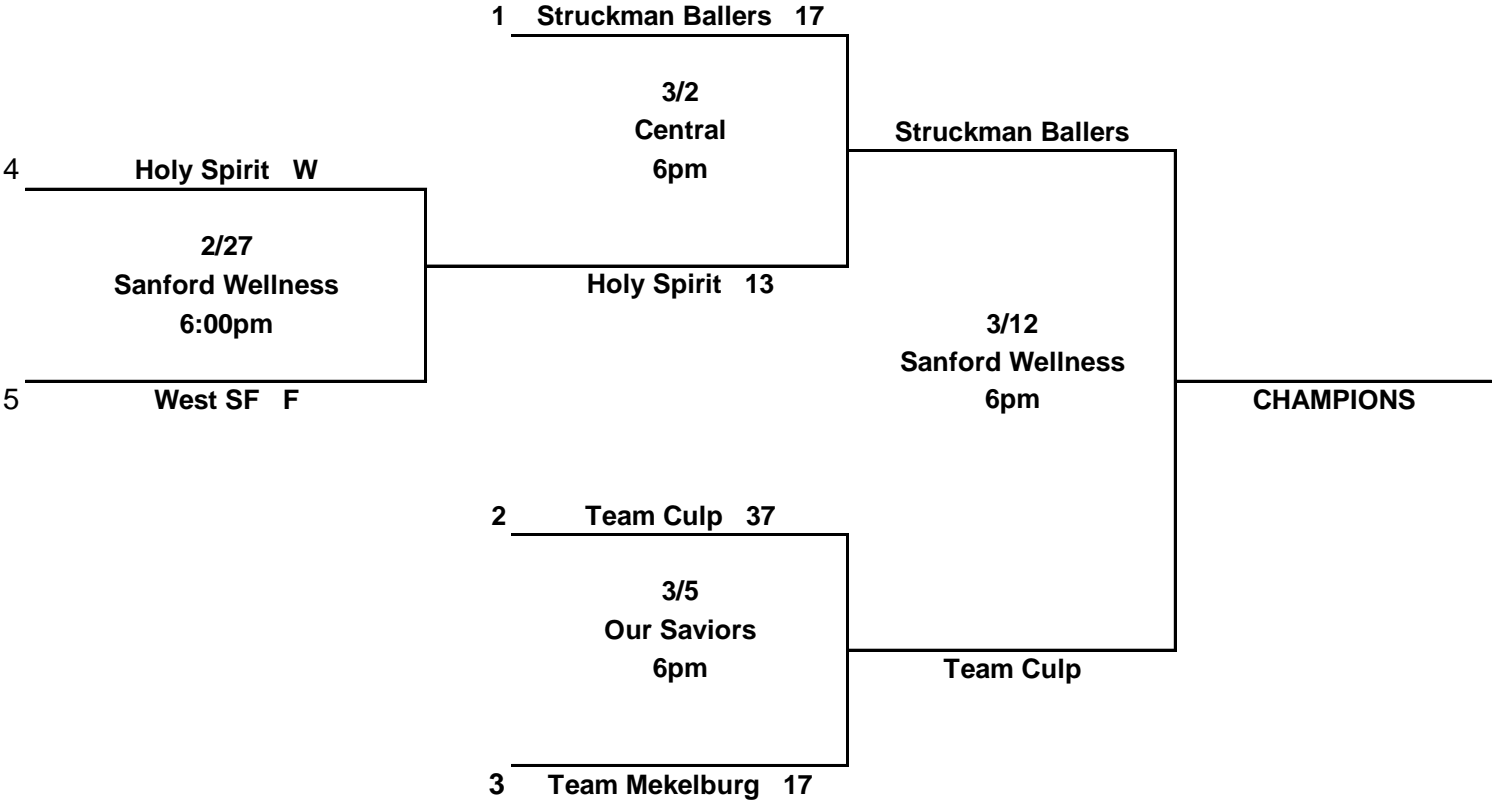 1 Struckman Ballers 17
3/2
Central
6pm
Struckman Ballers
4 Holy Spirit W
2/27
Sanford Wellness
6:00pm
Holy Spirit 13
5 West SF F
3/12
Sanford Wellness
6pm
CHAMPIONS
2 Team Culp 37
3/5
Our Saviors
6pm
Team Culp
3 Team Mekelburg 17